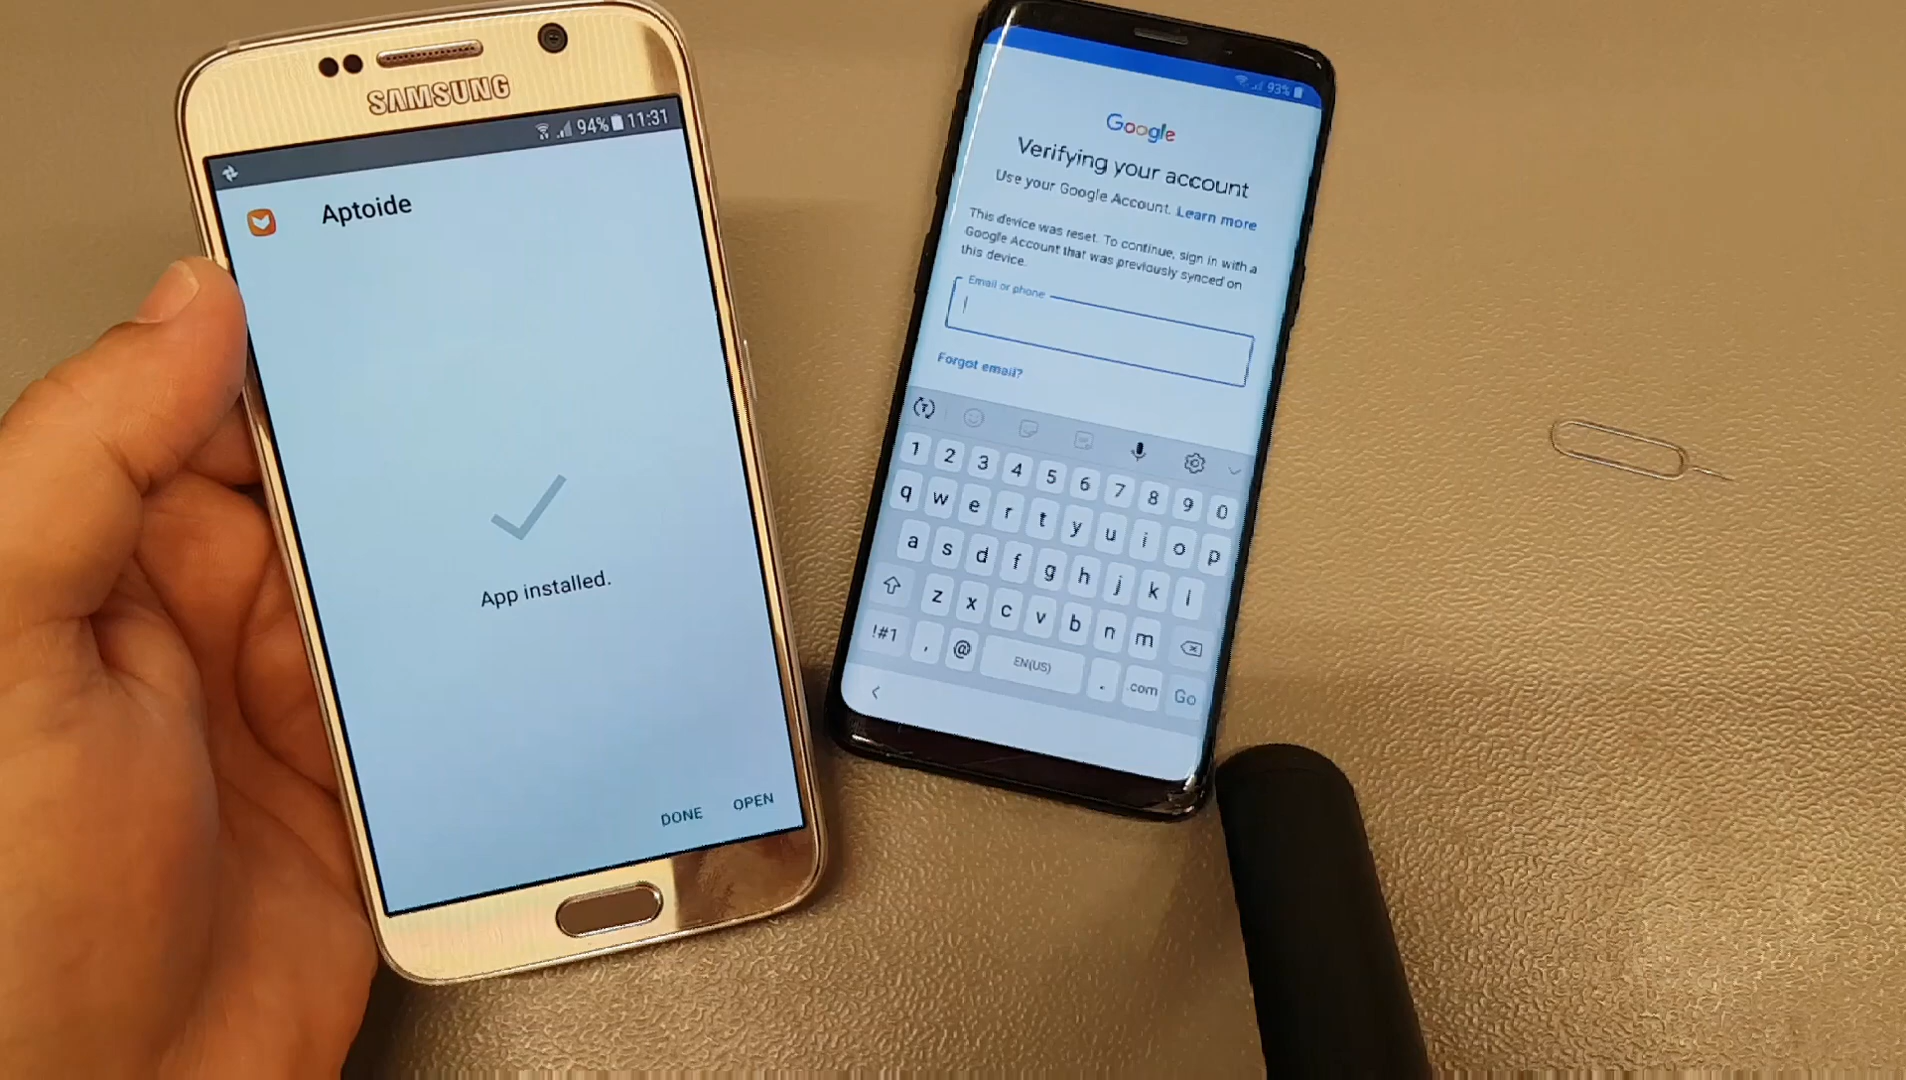 SAMSUNG
94% 11:31
Aptoide
App installed.
DONE OPEN
93%
Google
Verifying your account
Use your Google Account. Learn more
This device was reset. To continue, sign in with a
Google Account that was previously synced on
this device.
Email or phone
Forgot email?
1 2 3 4 5 6 7 8 9 0
q w e r t y u i o p
a s d f g h j k l
z x c v b n m
!#1 , @ EN(US) . .com Go